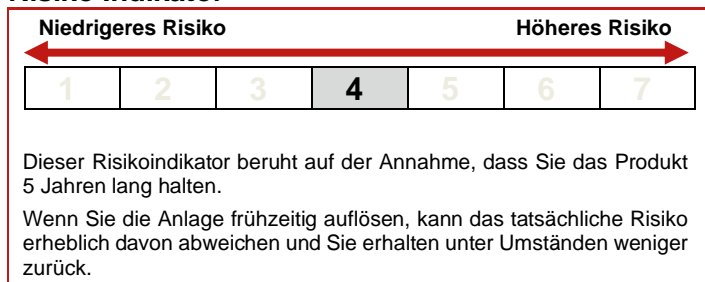 Niedrigeres Risiko Höheres Risiko
1 2 3 4 5 6 7
Dieser Risikoindikator beruht auf der Annahme, dass Sie das Produkt
5 Jahren lang halten.
Wenn Sie die Anlage frühzeitig auflösen, kann das tatsächliche Risiko
erheblich davon abweichen und Sie erhalten unter Umständen weniger
zurück.